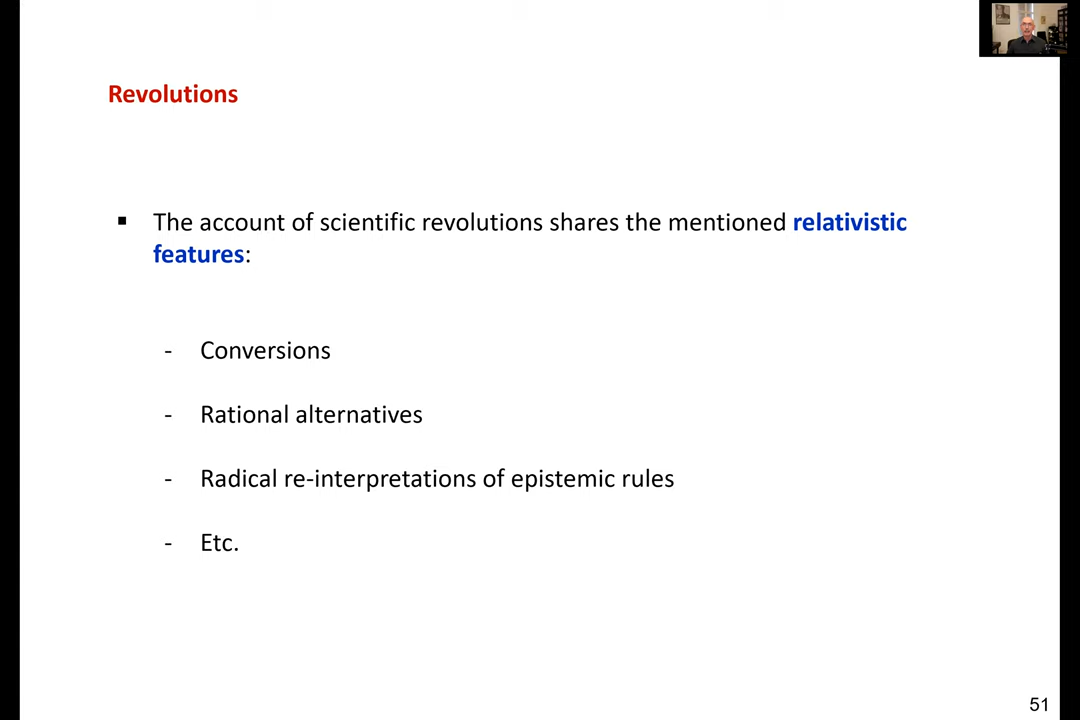 Revolutions
▪ The account of scientific revolutions shares the mentioned relativistic
features:
- Conversions
- Rational alternatives
- Radical re-interpretations of epistemic rules
- Etc.
51